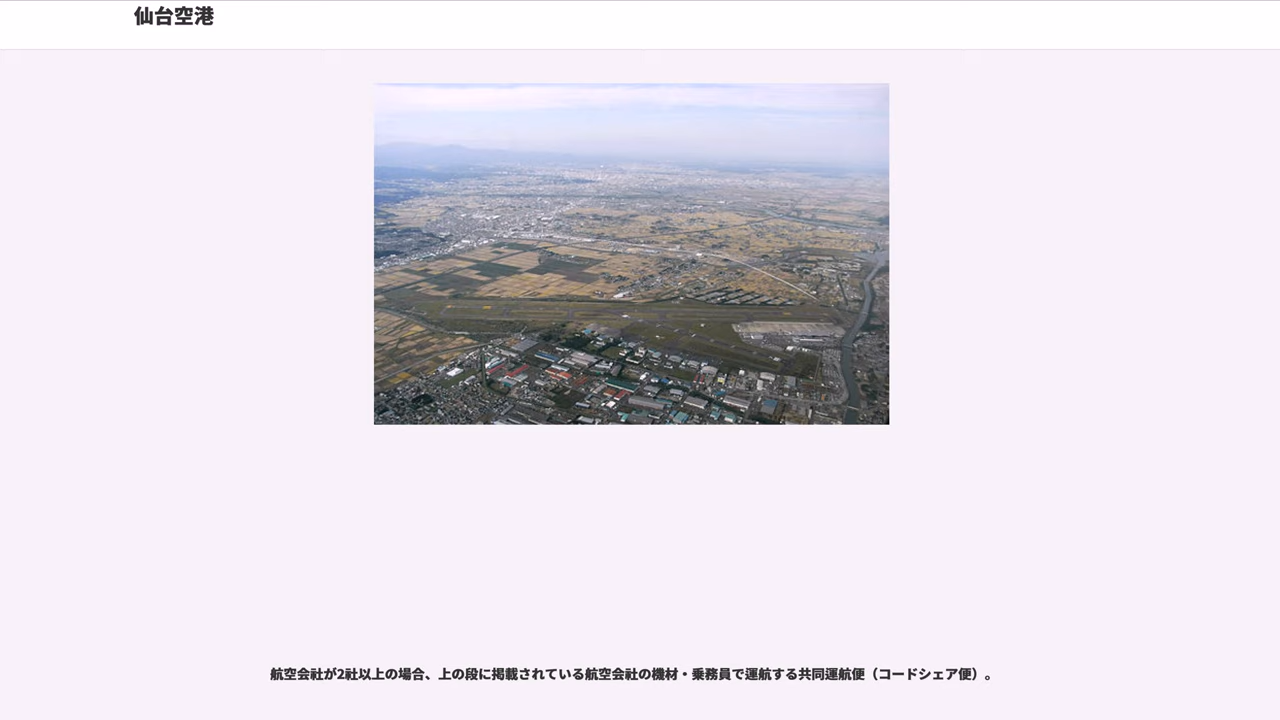 仙台空港
航空会社が2社以上の場合、上の段に掲載されている航空会社の機材・乗務員で運航する共同運航便（コードシェア便）。